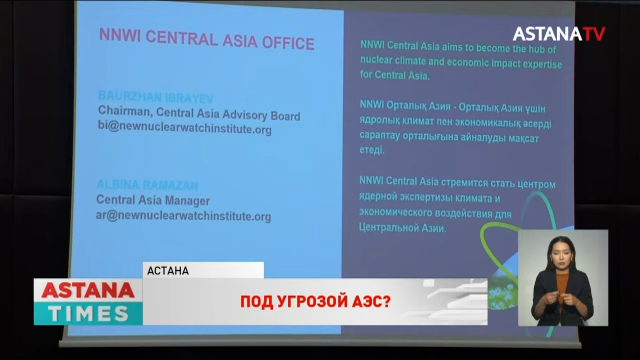 ASTANATV
NNWI CENTRAL ASIA OFFICE
BAURZHAN IBRAYEV
Chairman, Central Asia Advisory Board
bi@newnuclearwatchinstitute.org
ALBINA RAMAZAN
Central Asia Manager
ar@newnuclearwatchinstitute.org
NNWI Central Asia aims to become the hub of
nuclear climate and economic impact expertise
for Central Asia.
NNWI Орталық Азия - Орталық Азии үшін
ядролық климат пен экономикалық әсерді
сараптау орталығына айналуды мақсат
етеді.
NNWI Central Asia стремится стать центром
ядерной экспертизы климата и
экономического воздействия для
Центральной Азии.
АСТАНА
ASTANA
TIMES
ПОД УГРОЗОЙ АЭС?